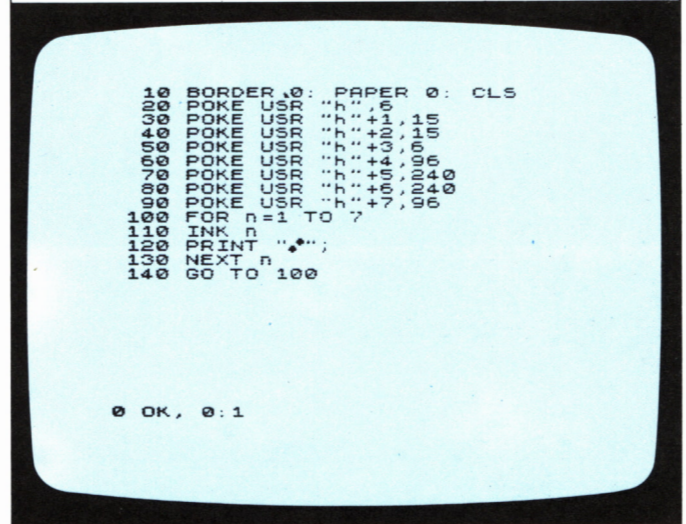 10 BORDER 0: PAPER 0: CLS
20 POKE USR "h",6
30 POKE USR "h"+1,15
40 POKE USR "h"+2,15
50 POKE USR "h"+3,6
60 POKE USR "h"+4,96
70 POKE USR "h"+5,240
80 POKE USR "h"+6,240
90 POKE USR "h"+7,96
100 FOR n=1 TO 7
110 INK n
120 PRINT "";
130 NEXT n
140 GO TO 100
0 OK, 0:1